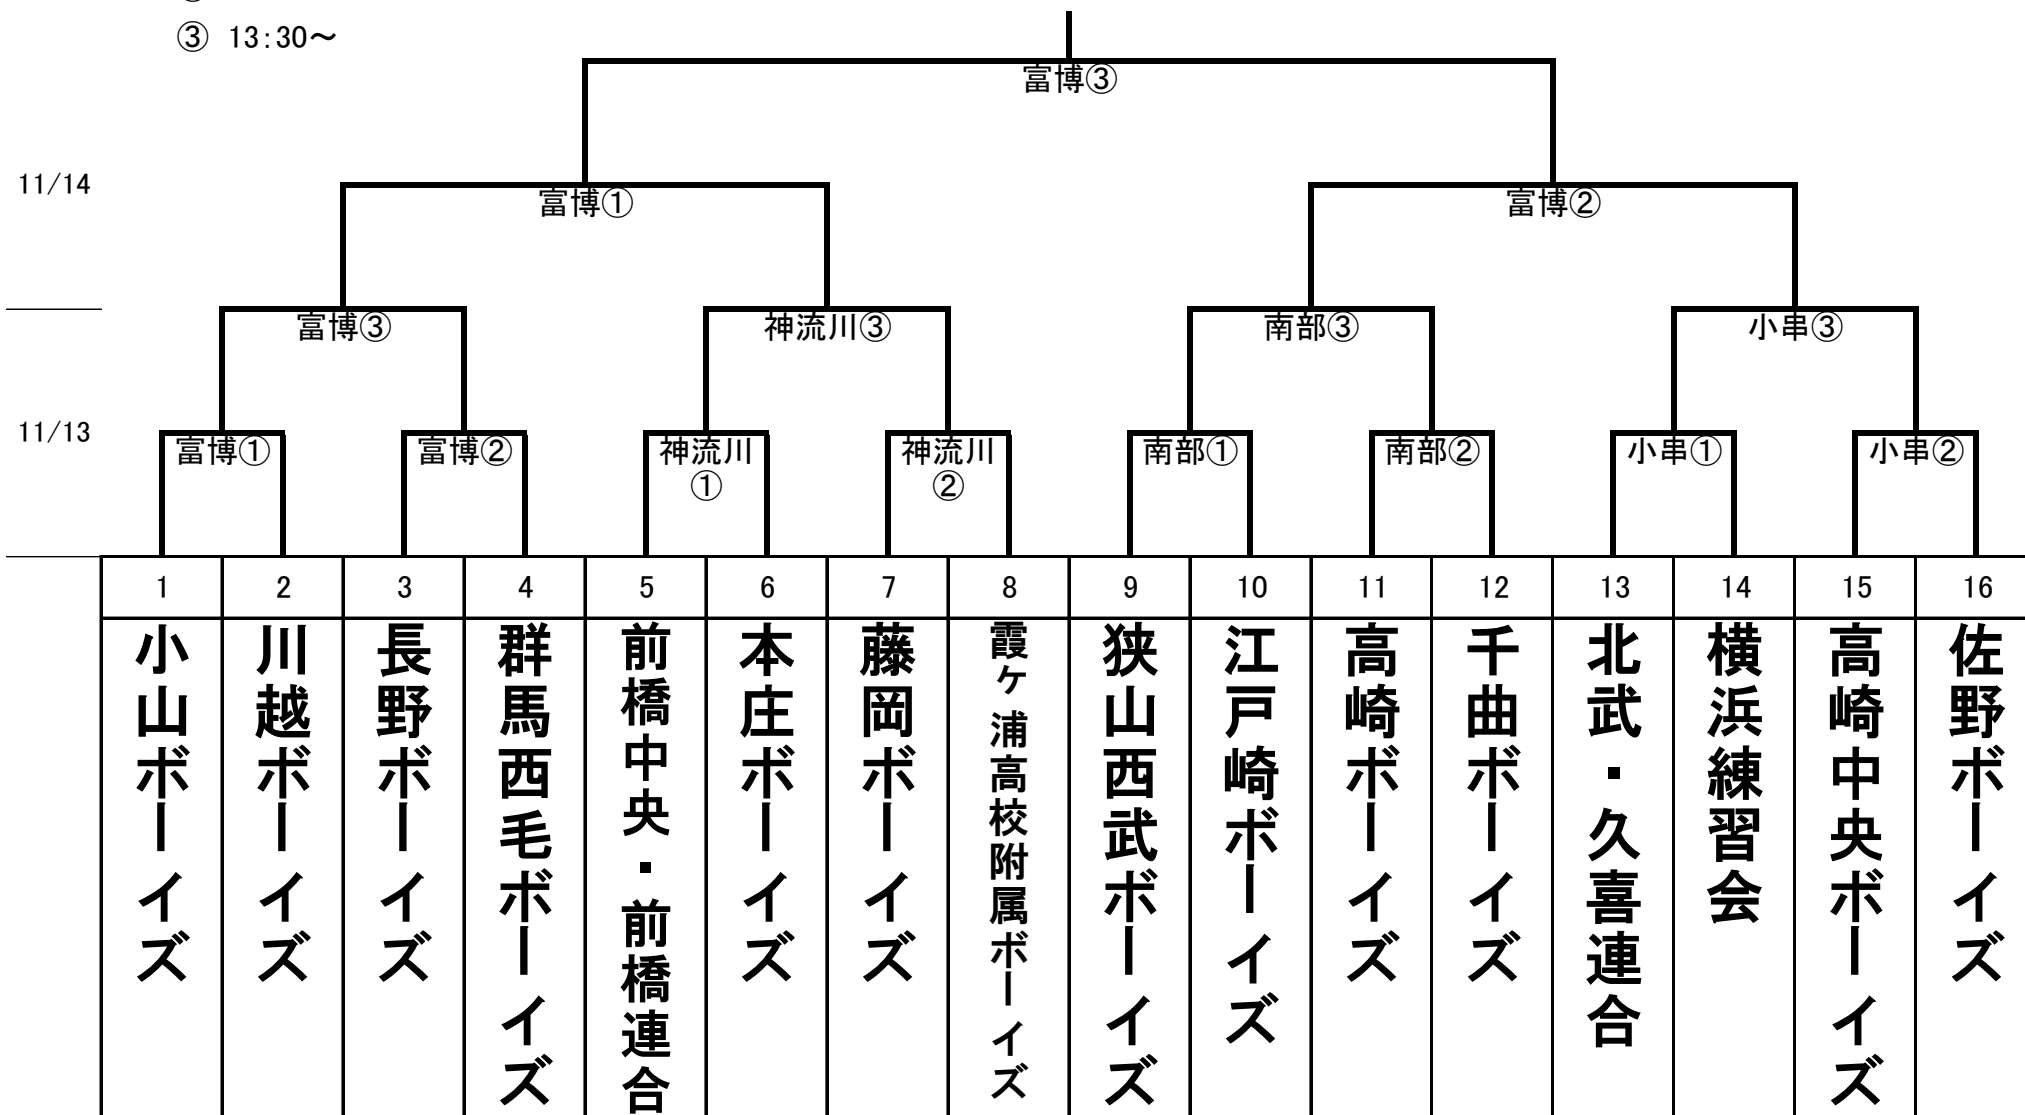 ③ 13:30～
富博③
11/14
富博① 富博②
富博③ 神流川③ 南部③ 小串③
11/13
富博① 富博② 神流川① 神流川② 南部① 南部② 小串① 小串②
1 2 3 4 5 6 7 8 9 10 11 12 13 14 15 16
小山ボーイズ
川越ボーイズ
長野ボーイズ
群馬西毛ボーイズ
前橋中央・前橋連合
本庄ボーイズ
藤岡ボーイズ
霞ヶ浦高校附属ボーイズ
狭山西武ボーイズ
江戸崎ボーイズ
高崎ボーイズ
千曲ボーイズ
北武・久喜連合
横浜練習会
高崎中央ボーイズ
佐野ボーイズ